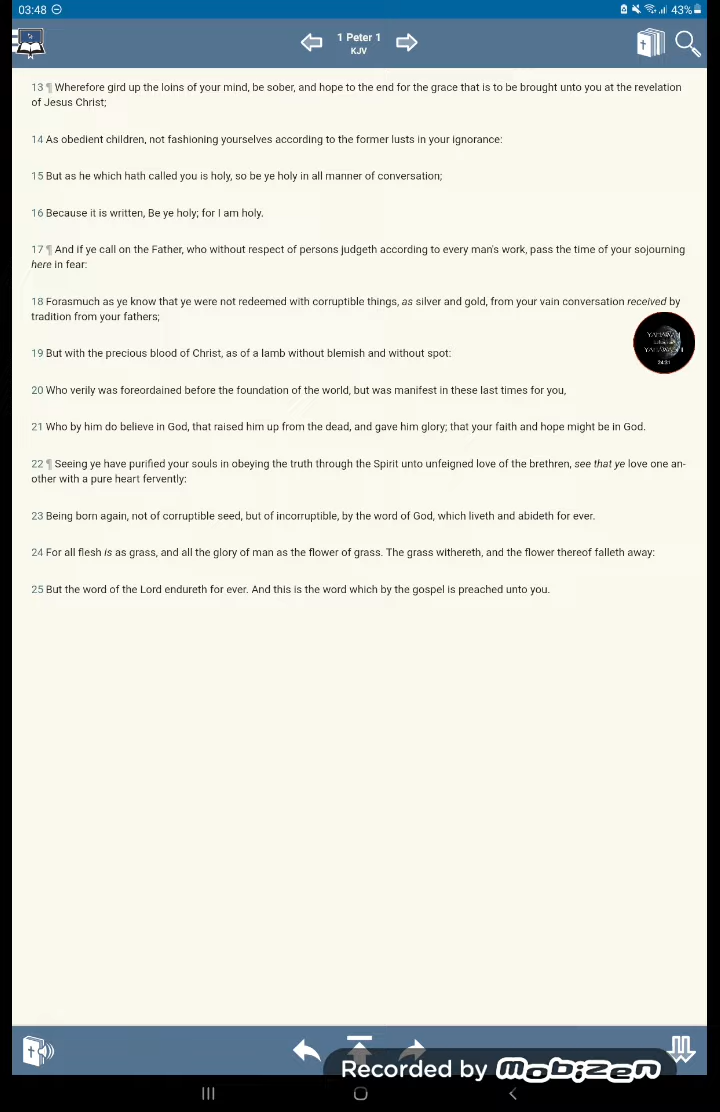 03:48
43%
1 Peter 1
KJV
13 ¶ Wherefore gird up the loins of your mind, be sober, and hope to the end for the grace that is to be brought unto you at the revelation
of Jesus Christ;
14 As obedient children, not fashioning yourselves according to the former lusts in your ignorance:
15 But as he which hath called you is holy, so be ye holy in all manner of conversation;
16 Because it is written, Be ye holy; for I am holy.
17 ¶ And if ye call on the Father, who without respect of persons judgeth according to every man's work, pass the time of your sojourning
here in fear:
18 Forasmuch as ye know that ye were not redeemed with corruptible things, as silver and gold, from your vain conversation received by
tradition from your fathers;
19 But with the precious blood of Christ, as of a lamb without blemish and without spot:
20 Who verily was foreordained before the foundation of the world, but was manifest in these last times for you,
21 Who by him do believe in God, that raised him up from the dead, and gave him glory; that your faith and hope might be in God.
22 ¶ Seeing ye have purified your souls in obeying the truth through the Spirit unto unfeigned love of the brethren, see that ye love one an-
other with a pure heart fervently:
23 Being born again, not of corruptible seed, but of incorruptible, by the word of God, which liveth and abideth for ever.
24 For all flesh is as grass, and all the glory of man as the flower of grass. The grass withereth, and the flower thereof falleth away:
25 But the word of the Lord endureth for ever. And this is the word which by the gospel is preached unto you.
Recorded by mobizen